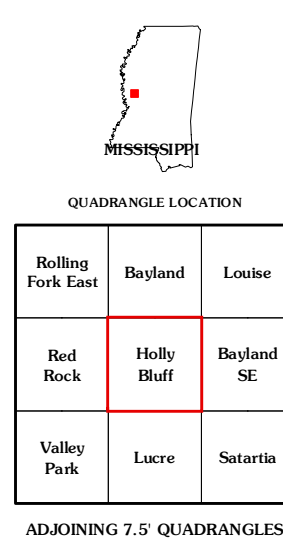 MISSISSIPPI
QUADRANGLE LOCATION
Rolling
Fork East
Bayland
Louise
Red
Rock
Holly
Bluff
Bayland
SE
Valley
Park
Lucre
Satartia
ADJOINING 7.5' QUADRANGLES